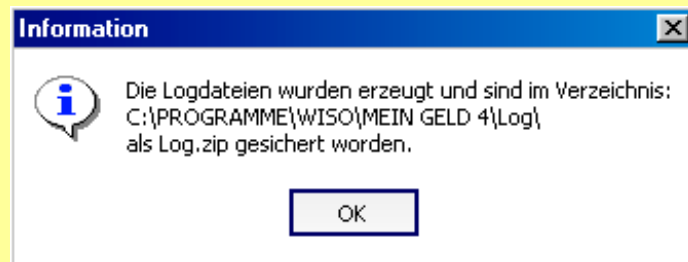 Information
Die Logdateien wurden erzeugt und sind im Verzeichnis:
C:\PROGRAMME\WISO\MEIN GELD 4\Log\
als Log.zip gesichert worden.
OK